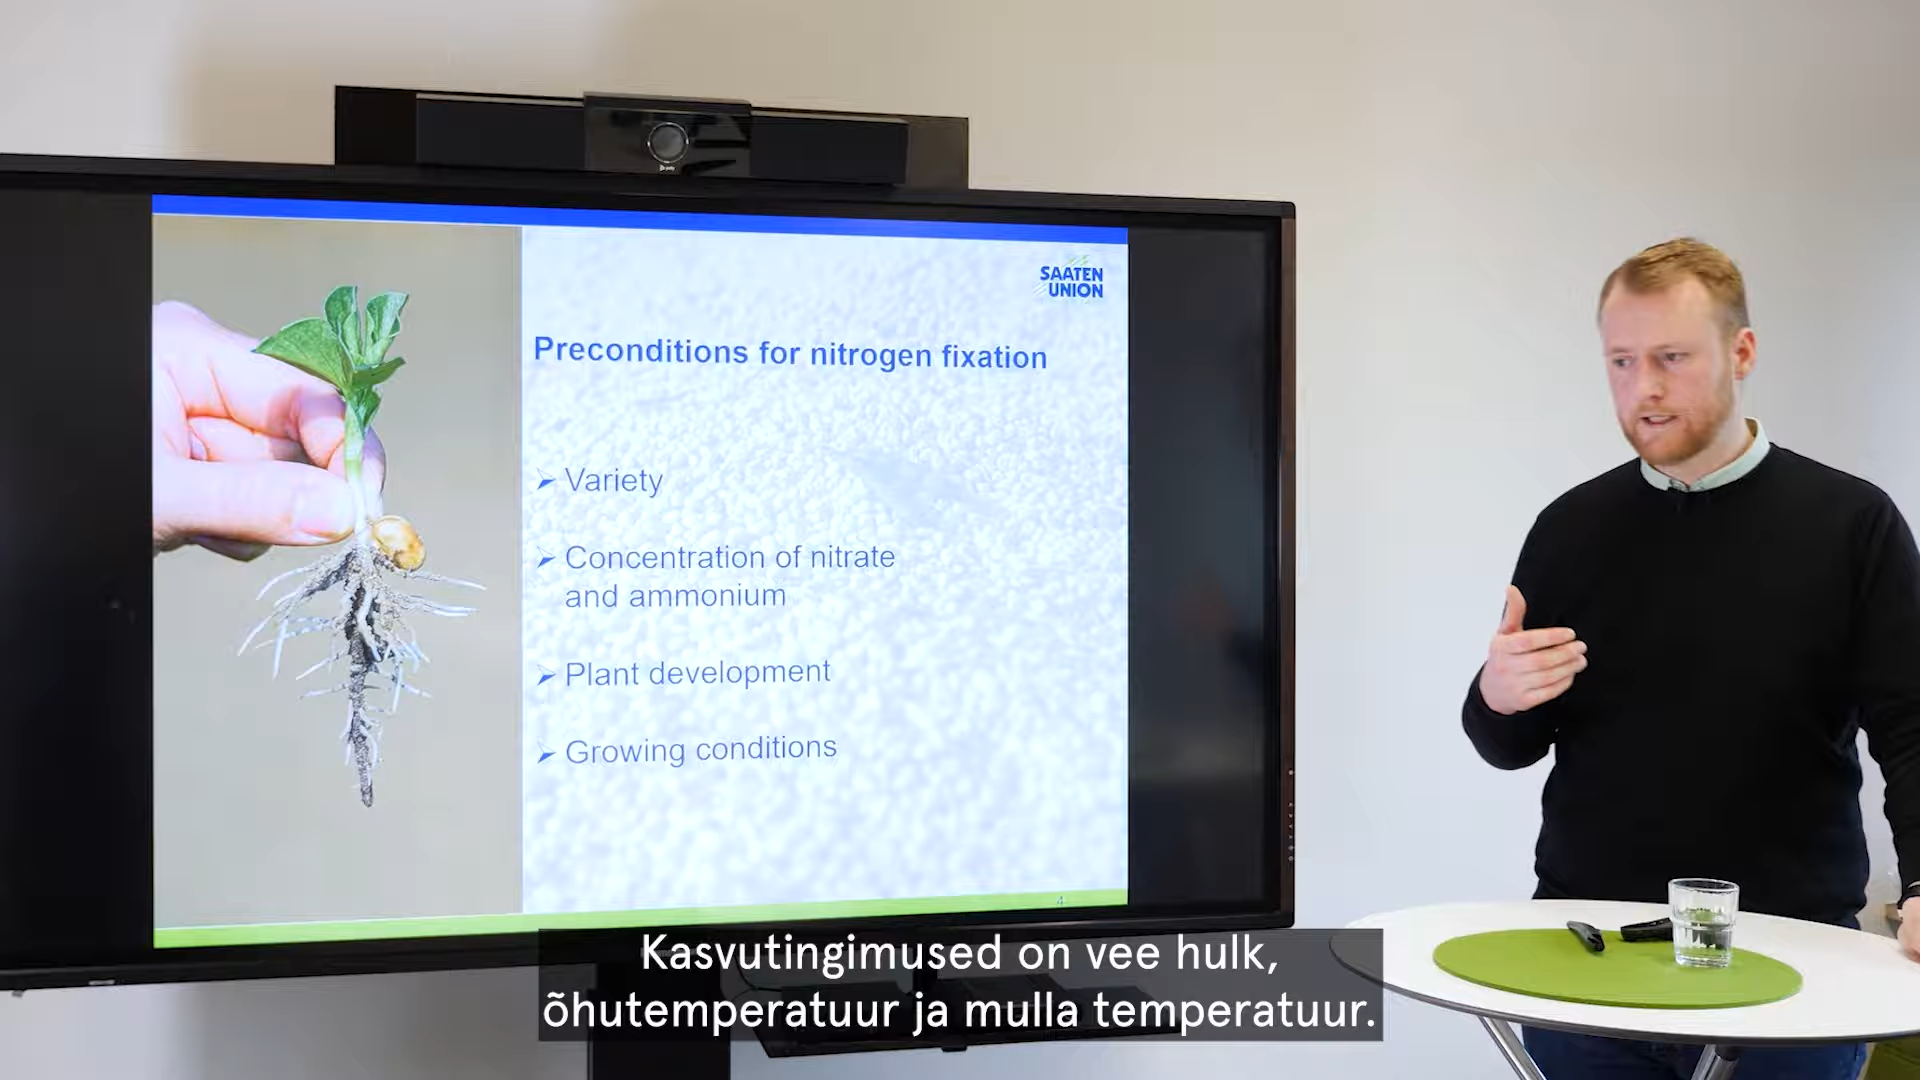 SAATEN
UNION
Preconditions for nitrogen fixation
Variety
Concentration of nitrate
and ammonium
Plant development
Growing conditions
4
Kasvutingimused on vee hulk,
õhutemperatuur ja mulla temperatuur.